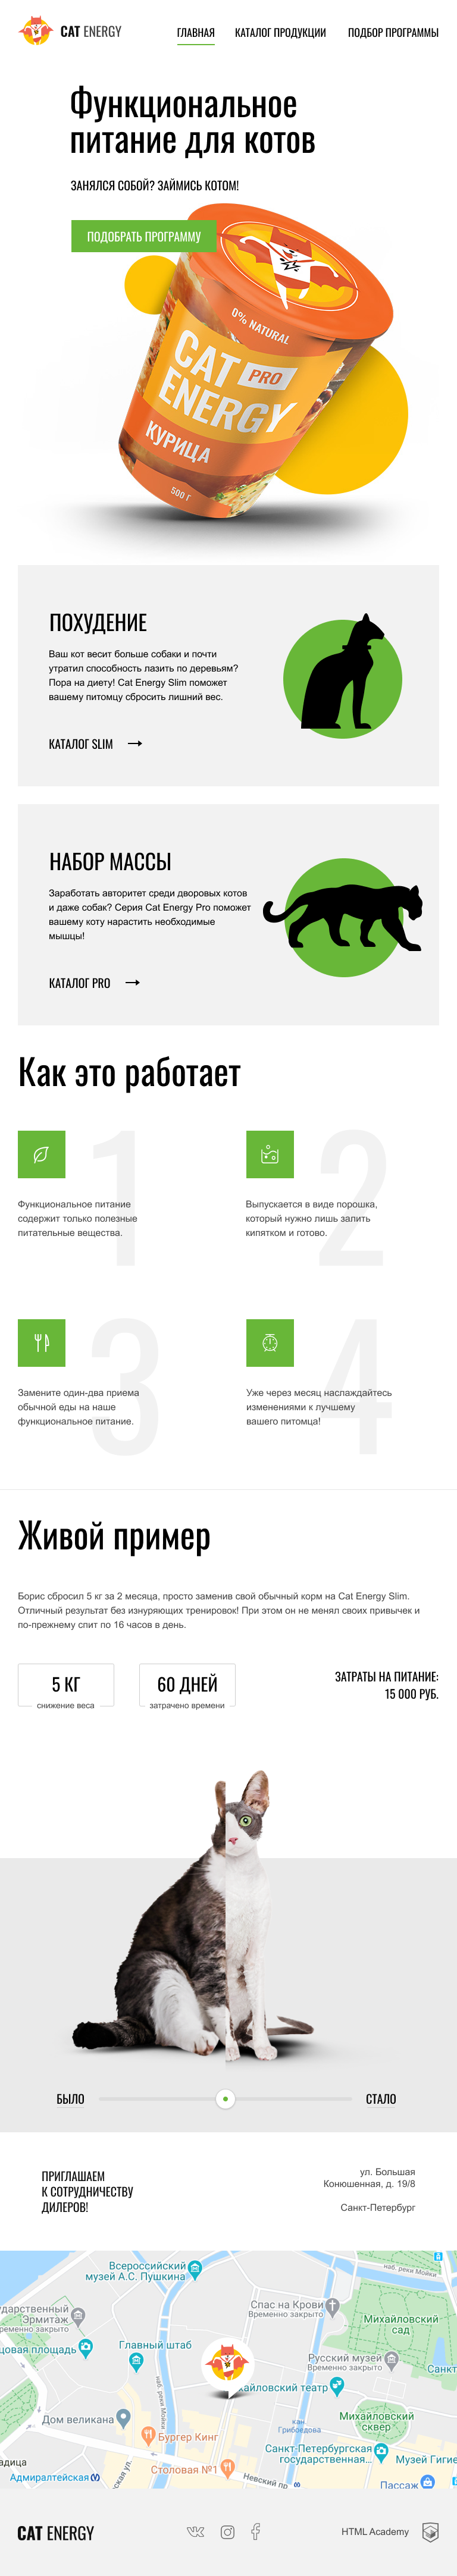 CAT ENERGY
ГЛАВНАЯ
КАТАЛОГ ПРОДУКЦИИ
ПОДБОР ПРОГРАММЫ
Функциональное
питание для котов
ЗАНЯЛСЯ СОБОЙ? ЗАЙМИСЬ КОТОМ!
ПОДОБРАТЬ ПРОГРАММУ
0% NATURAL
CAT PRO
ENERGY
КУРИЦА
500 Г
ПОХУДЕНИЕ
Ваш кот весит больше собаки и почти
утратил способность лазить по деревьям?
Пора на диету! Cat Energy Slim поможет
вашему питомцу сбросить лишний вес.
КАТАЛОГ SLIM
НАБОР МАССЫ
Заработать авторитет среди дворовых котов
и даже собак? Серия Cat Energy Pro поможет
вашему коту нарастить необходимые
мышцы!
КАТАЛОГ PRO
Как это работает
1
Функциональное питание
содержит только полезные
питательные вещества.
2
Выпускается в виде порошка,
который нужно лишь залить
кипятком и готово.
3
Замените один-два приема
обычной еды на наше
функциональное питание.
4
Уже через месяц наслаждайтесь
изменениями к лучшему
вашего питомца!
Живой пример
Борис сбросил 5 кг за 2 месяца, просто заменив свой обычный корм на Cat Energy Slim.
Отличный результат без изнуряющих тренировок! При этом он не менял своих привычек и
по-прежнему спит по 16 часов в день.
5 КГ
снижение веса
60 ДНЕЙ
затрачено времени
ЗАТРАТЫ НА ПИТАНИЕ:
15 000 РУБ.
БЫЛО
СТАЛО
ПРИГЛАШАЕМ
К СОТРУДНИЧЕСТВУ
ДИЛЕРОВ!
ул. Большая
Конюшенная, д. 19/8
Санкт-Петербург
Всероссийский
музей А.С. Пушкина
наб. реки Мойки
Спас на Крови
Временно закрыто
дарственный
Эрмитаж
ременно закрыто
Михайловский
сад
цовая площадь
Главный штаб
Русский музей
Временно закрыто
Санкт
хайловский театр
наб. реки Мойки
Дом великана
Михайловский
сквер
кан.
Грибоедова
Бургер Кинг
Санкт-Петербургская
государственная...
Музей Гигие
адица
Столовая №1
Адмиралтейская
ская ул.
Невский пр
Пассаж
CAT ENERGY
HTML Academy